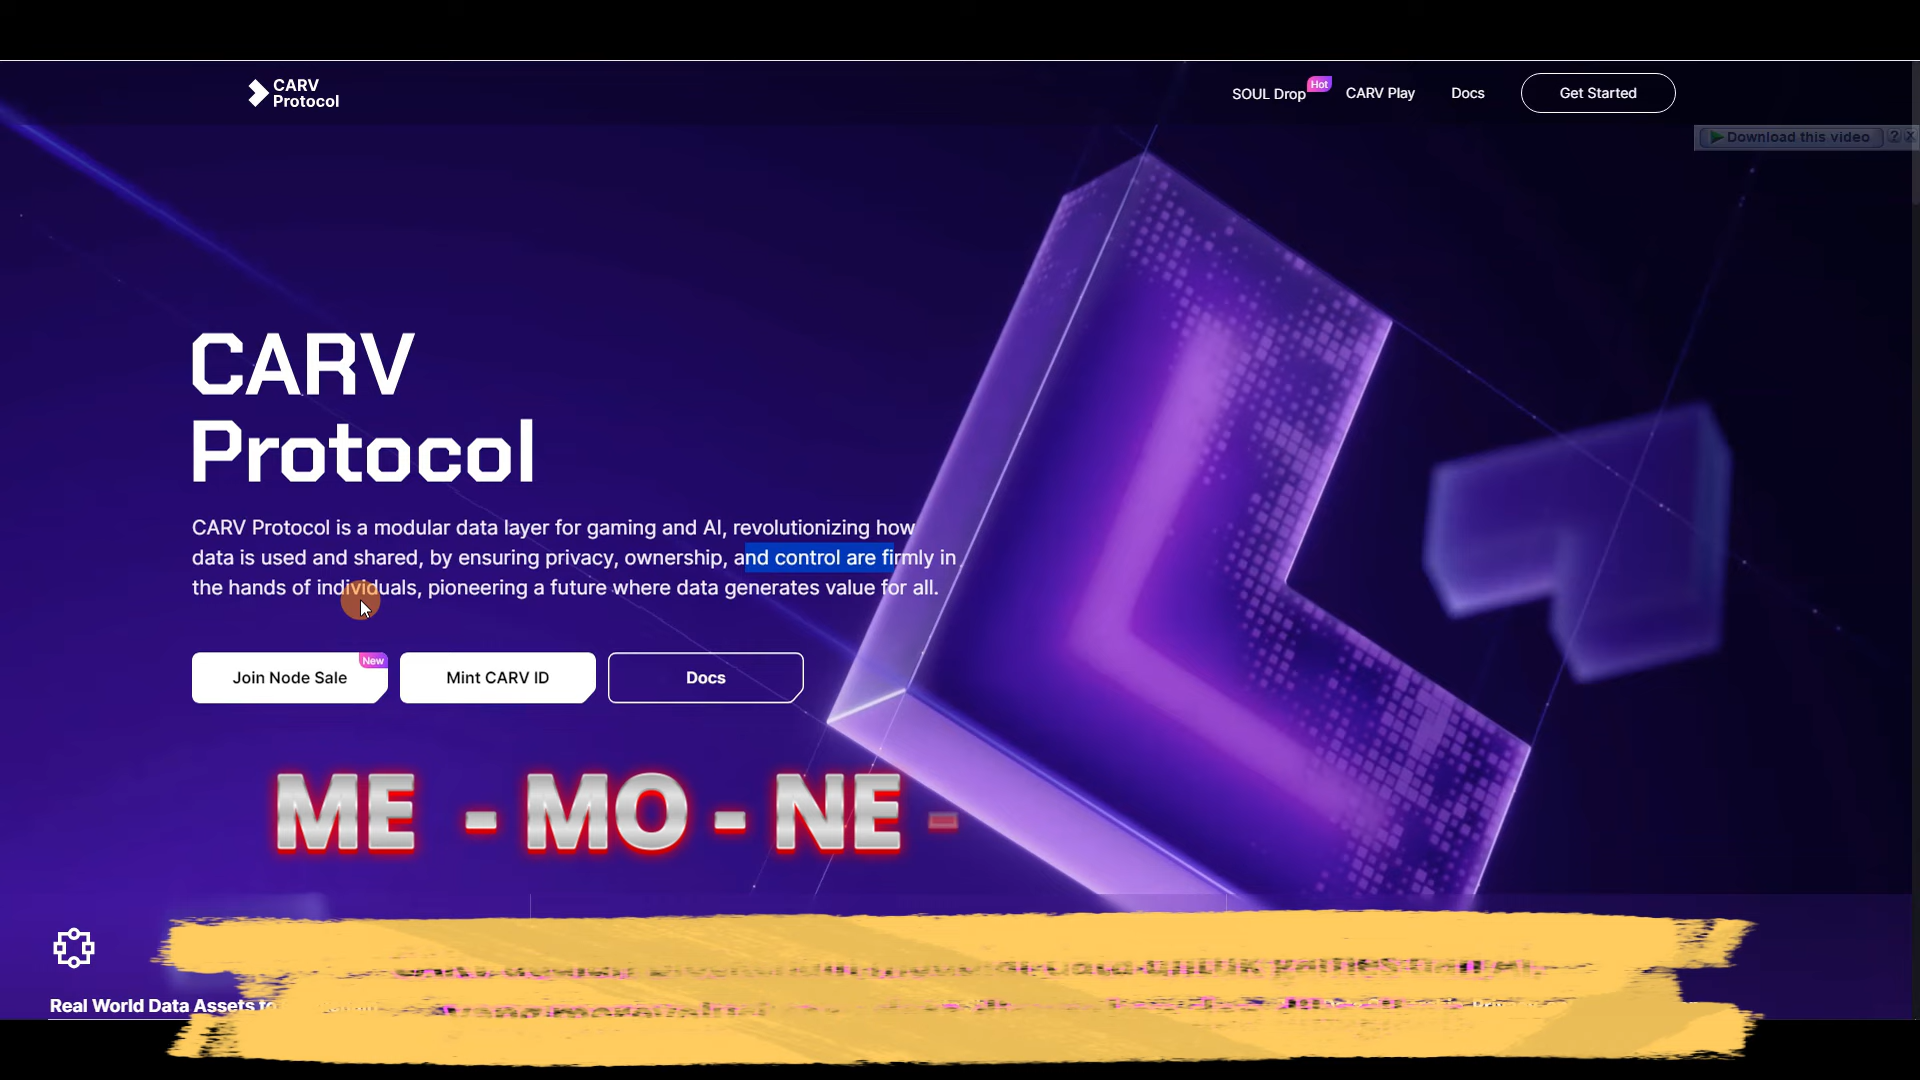 CARV
Protocol
SOUL Drop
Hot
CARV Play
Docs
Get Started
Download this video
? X
CARV
Protocol
CARV Protocol is a modular data layer for gaming and AI, revolutionizing how
data is used and shared, by ensuring privacy, ownership, and control are firmly in
the hands of individuals, pioneering a future where data generates value for all.
Join Node Sale
New
Mint CARV ID
Docs
ME - MO - NE -
Real World Data Assets